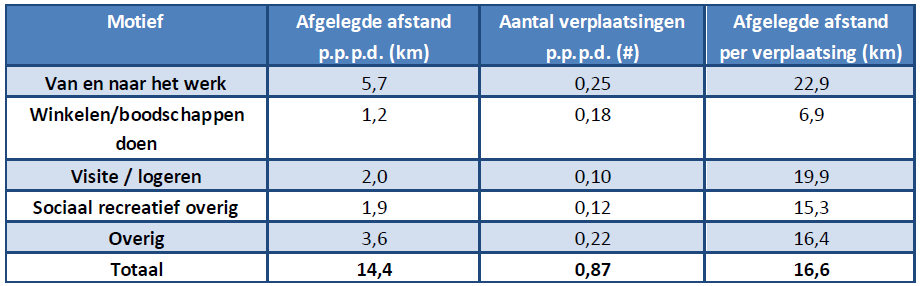 Motief Afgelegde afstand Aantal verplaatsingen Afgelegde afstand
p.p.p.d. (km) p.p.p.d. (#) per verplaatsing (km)
Van en naar het werk 5,7 0,25 22,9
Winkelen/boodschappen 1,2 0,18 6,9
doen
Visite / logeren 2,0 0,10 19,9
Sociaal recreatief overig 1,9 0,12 15,3
Overig 3,6 0,22 16,4
Totaal 14,4 0,87 16,6